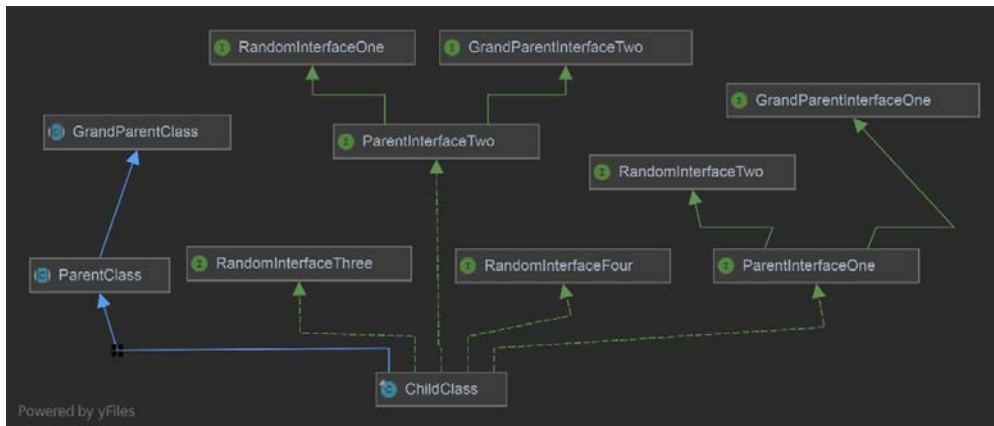 RandomInterfaceOne
GrandParentInterfaceTwo
GrandParentInterfaceOne
GrandParentClass
ParentInterfaceTwo
RandomInterfaceTwo
ParentClass
RandomInterfaceThree
RandomInterfaceFour
ParentInterfaceOne
ChildClass
Powered by yFiles